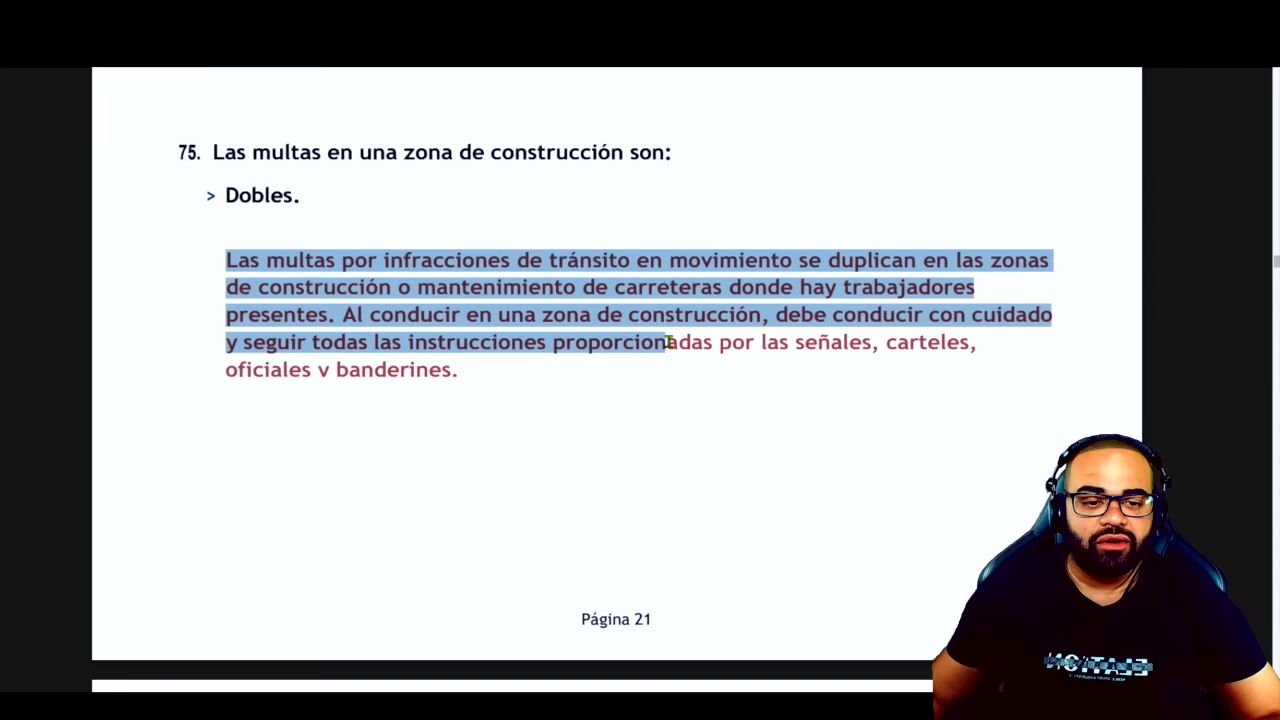 75. Las multas en una zona de construcción son:
> Dobles.
Las multas por infracciones de tránsito en movimiento se duplican en las zonas
de construcción o mantenimiento de carreteras donde hay trabajadores
presentes. Al conducir en una zona de construcción, debe conducir con cuidado
y seguir todas las instrucciones proporcionadas por las señales, carteles,
oficiales v banderines.
Página 21